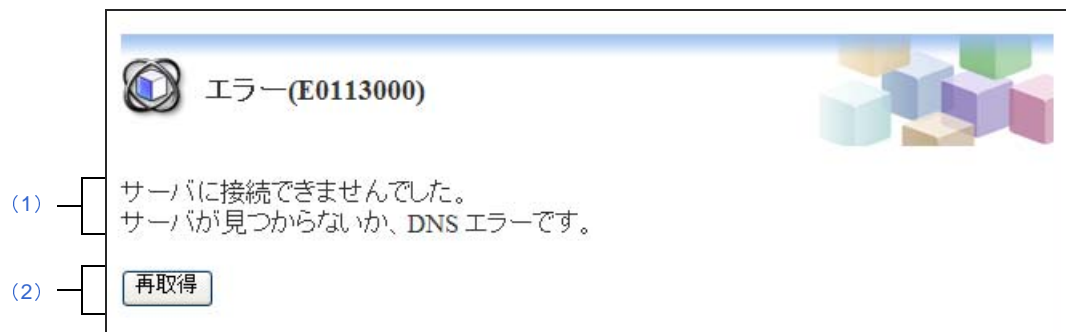 エラー(E0113000)
(1)
サーバに接続できませんでした。
サーバが見つからないか、DNS エラーです。
(2)
再取得